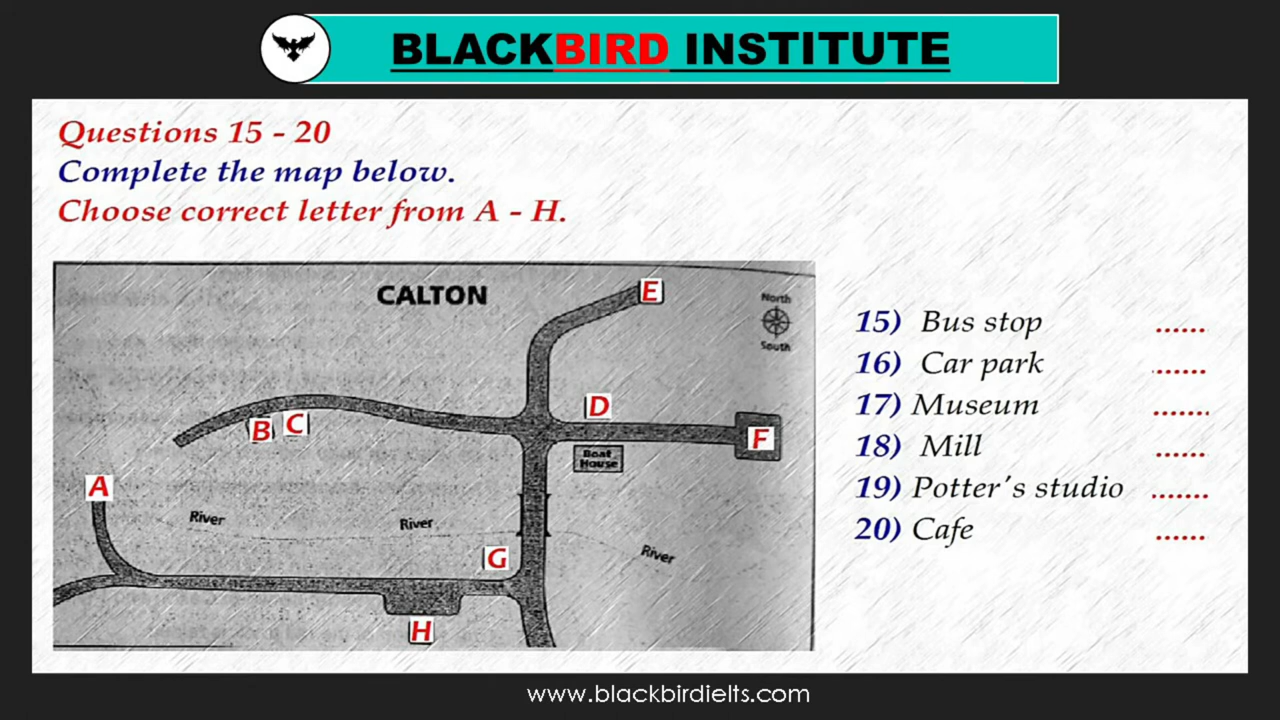 BLACKBIRD INSTITUTE
Questions 15 - 20
Complete the map below.
Choose correct letter from A - H.
CALTON
E
North
South
D
B
C
F
Boat
House
A
River
River
River
G
H
15) Bus stop ......
16) Car park ......
17) Museum ......
18) Mill ......
19) Potter's studio ......
20) Cafe ......
www.blackbirdielts.com